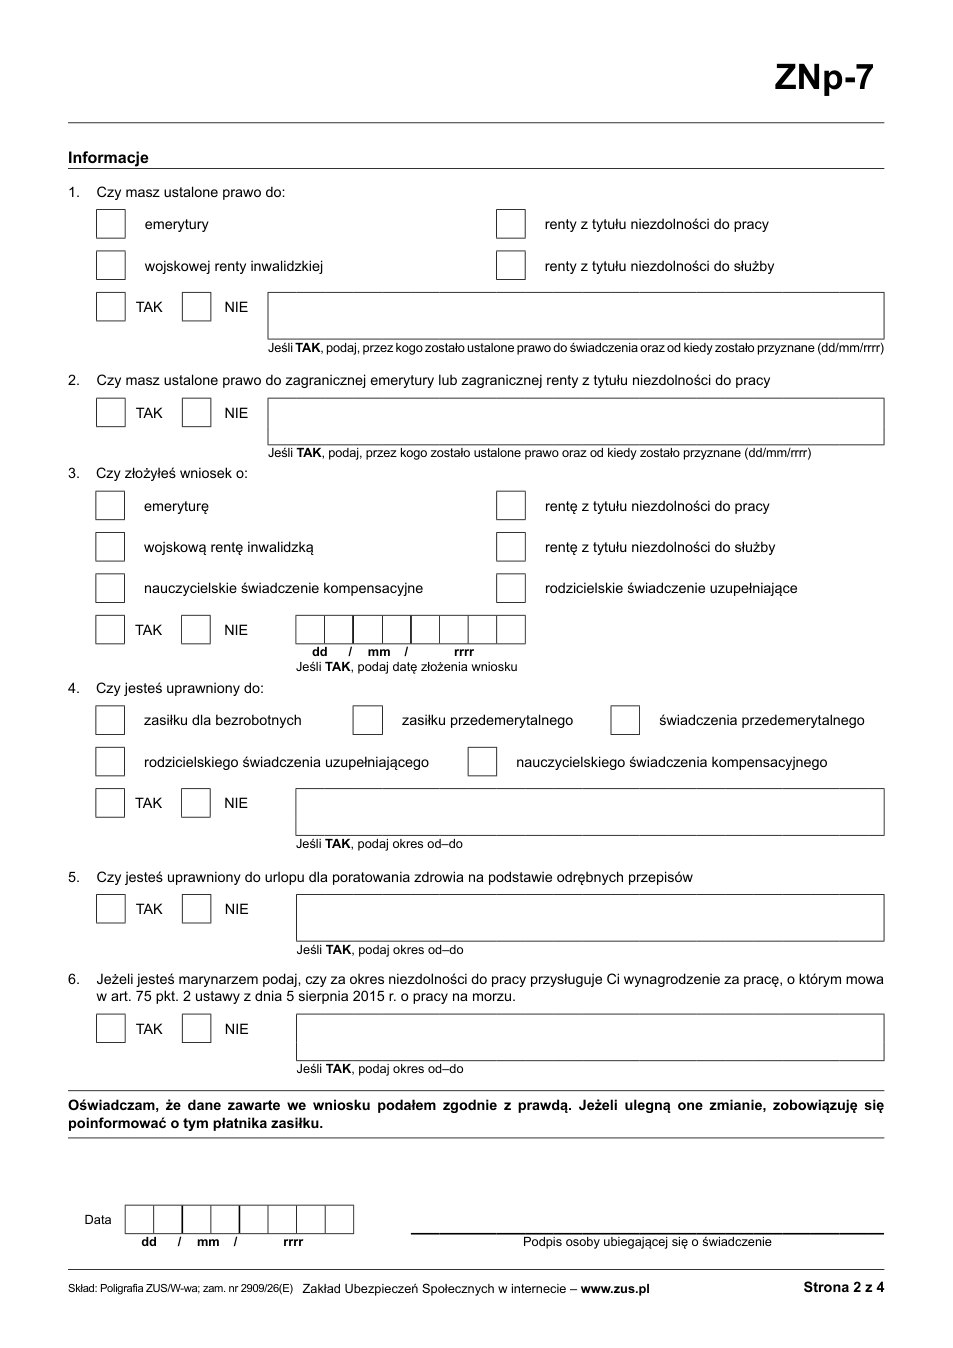 ZNp-7
Informacje
1. Czy masz ustalone prawo do:
emerytury renty z tytułu niezdolności do pracy
wojskowej renty inwalidzkiej renty z tytułu niezdolności do służby
TAK NIE
Jeśli TAK, podaj, przez kogo zostało ustalone prawo do świadczenia oraz od kiedy zostało przyznane (dd/mm/rrrr)
2. Czy masz ustalone prawo do zagranicznej emerytury lub zagranicznej renty z tytułu niezdolności do pracy
TAK NIE
Jeśli TAK, podaj, przez kogo zostało ustalone prawo oraz od kiedy zostało przyznane (dd/mm/rrrr)
3. Czy złożyłeś wniosek o:
emeryturę rentę z tytułu niezdolności do pracy
wojskową rentę inwalidzką rentę z tytułu niezdolności do służby
nauczycielskie świadczenie kompensacyjne rodzicielskie świadczenie uzupełniające
TAK NIE
dd / mm / rrrr
Jeśli TAK, podaj datę złożenia wniosku
4. Czy jesteś uprawniony do:
zasiłku dla bezrobotnych zasiłku przedemerytalnego świadczenia przedemerytalnego
rodzicielskiego świadczenia uzupełniającego nauczycielskiego świadczenia kompensacyjnego
TAK NIE
Jeśli TAK, podaj okres od–do
5. Czy jesteś uprawniony do urlopu dla poratowania zdrowia na podstawie odrębnych przepisów
TAK NIE
Jeśli TAK, podaj okres od–do
6. Jeżeli jesteś marynarzem podaj, czy za okres niezdolności do pracy przysługuje Ci wynagrodzenie za pracę, o którym mowa
w art. 75 pkt. 2 ustawy z dnia 5 sierpnia 2015 r. o pracy na morzu.
TAK NIE
Jeśli TAK, podaj okres od–do
Oświadczam, że dane zawarte we wniosku podałem zgodnie z prawdą. Jeżeli ulegną one zmianie, zobowiązuję się
poinformować o tym płatnika zasiłku.
Data
dd / mm / rrrr Podpis osoby ubiegającej się o świadczenie
Skład: Poligrafia ZUS/W-wa; zam. nr 2909/26(E) Zakład Ubezpieczeń Społecznych w internecie – www.zus.pl Strona 2 z 4